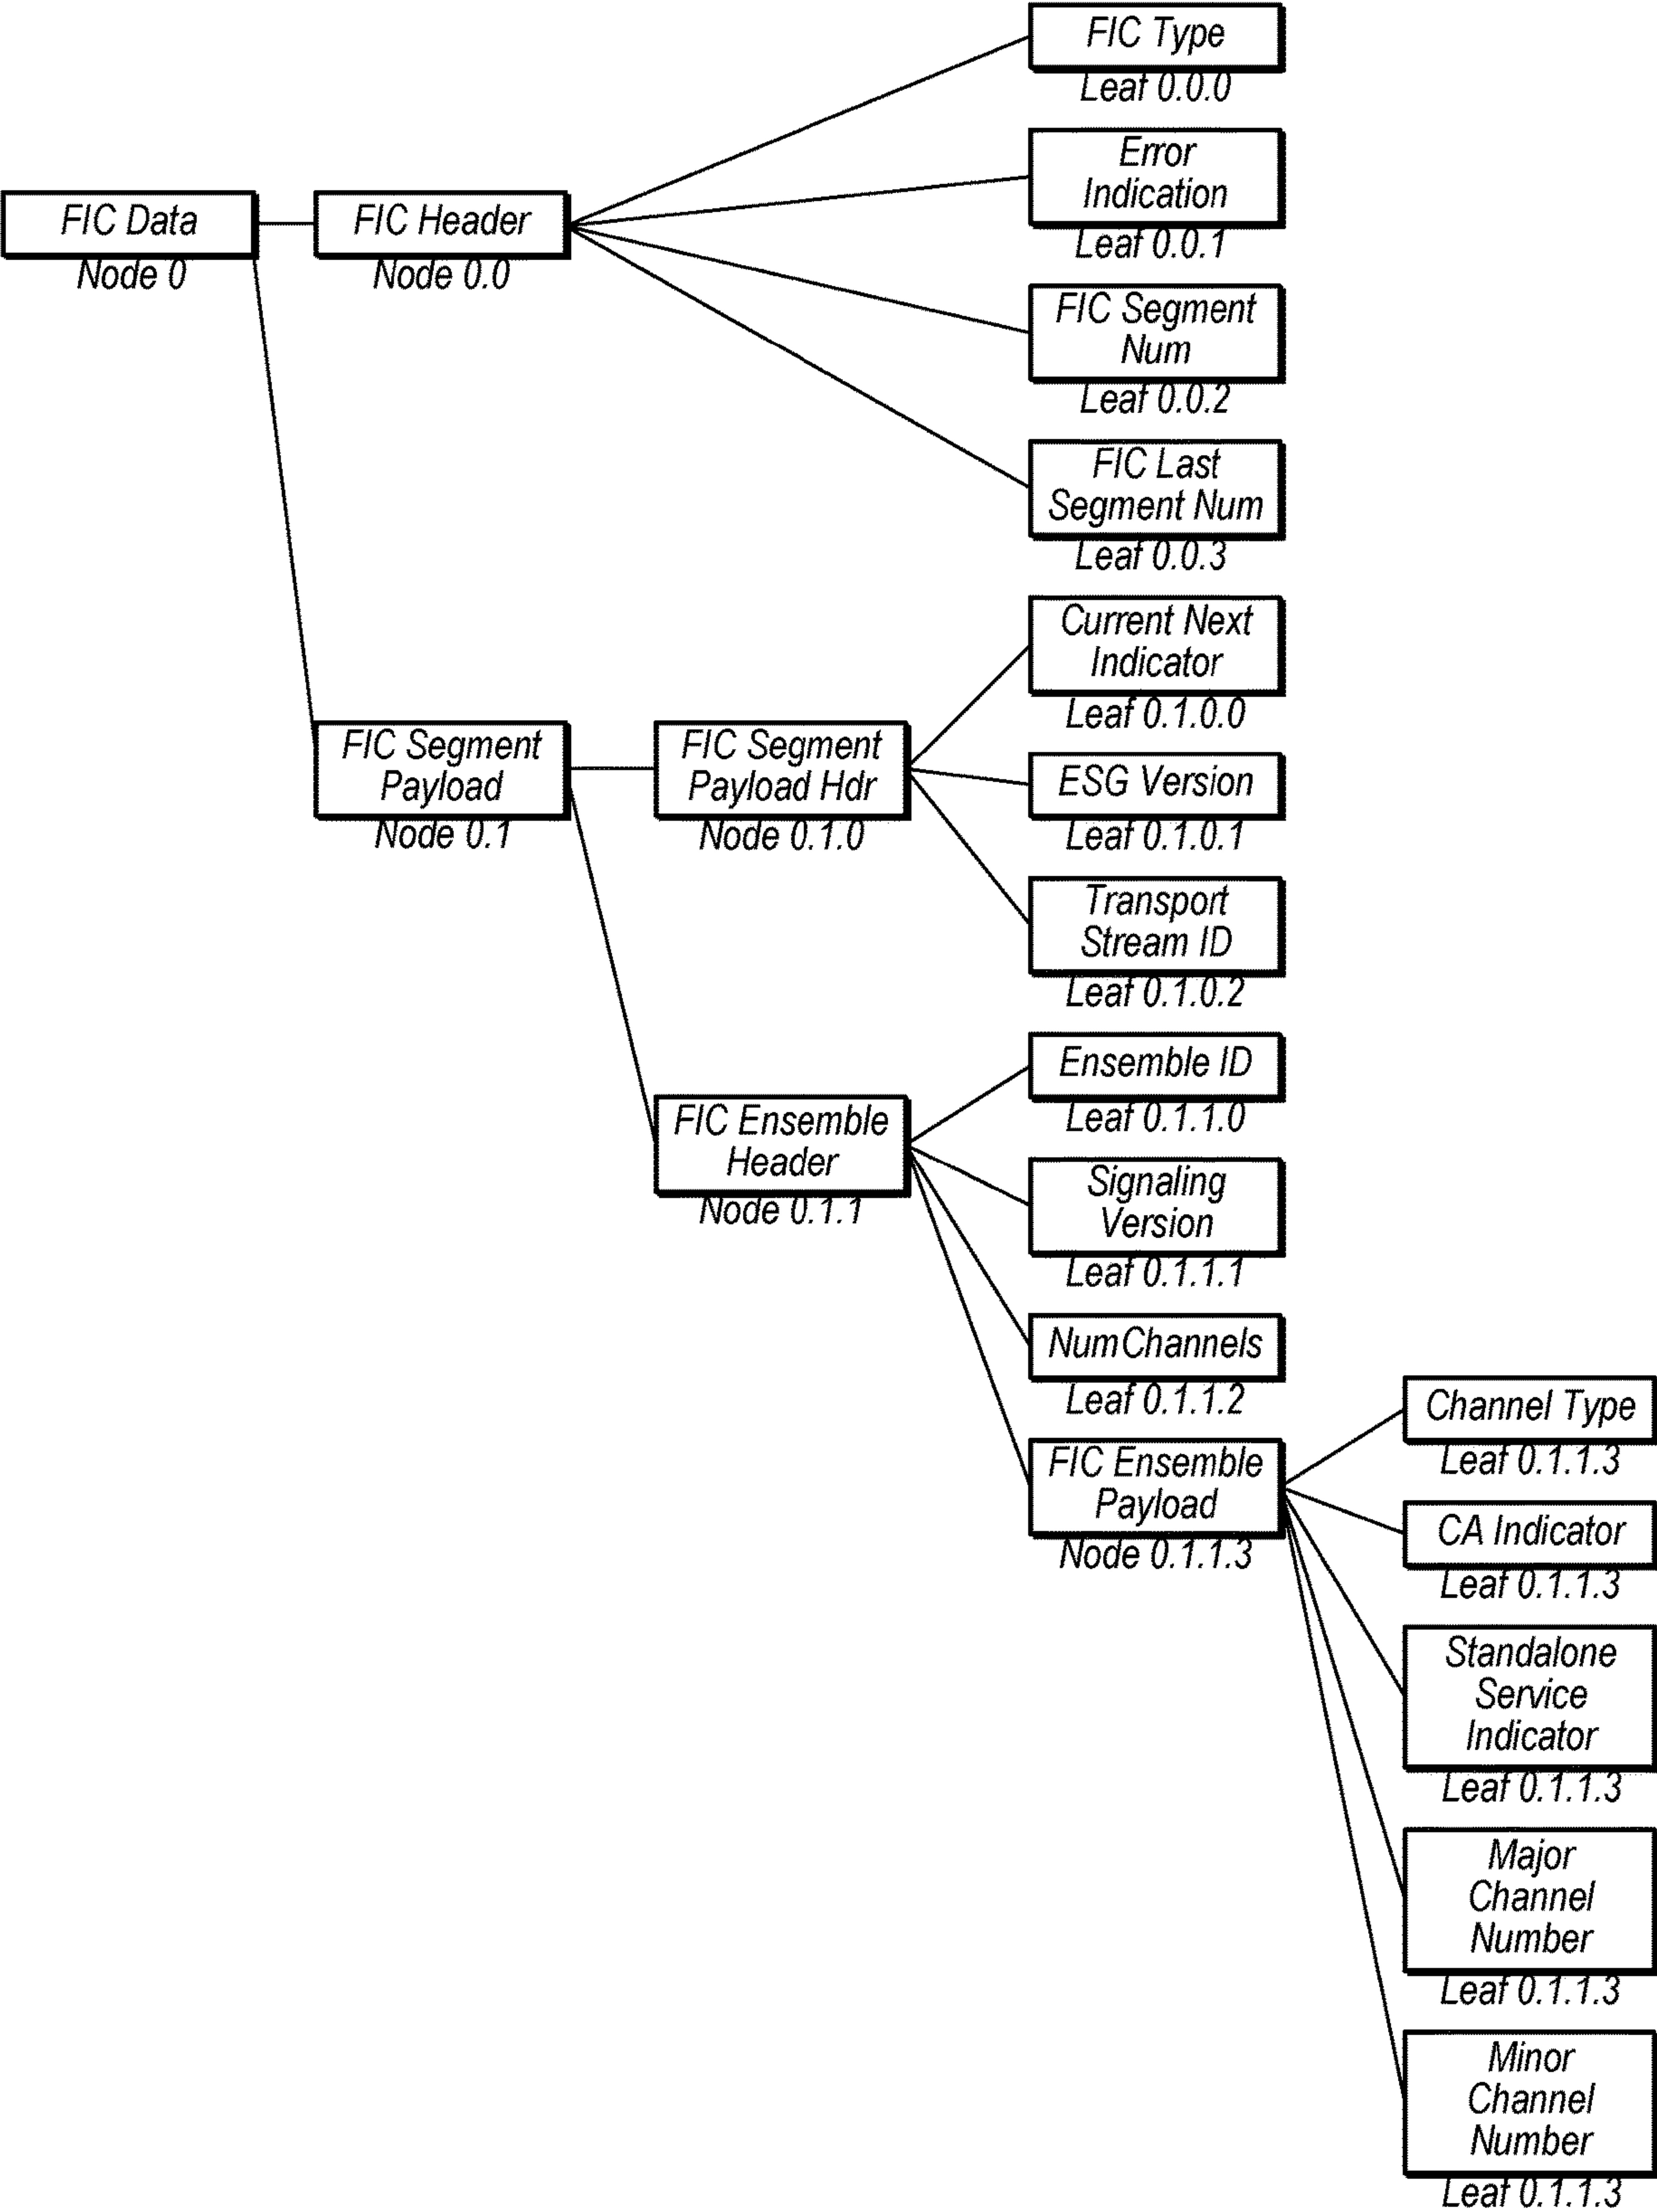 FIC Type
Leaf 0.0.0
Error
Indication
Leaf 0.0.1
FIC Data
Node 0
FIC Header
Node 0.0
FIC Segment
Num
Leaf 0.0.2
FIC Last
Segment Num
Leaf 0.0.3
Current Next
Indicator
Leaf 0.1.0.0
FIC Segment
Payload
Node 0.1
FIC Segment
Payload Hdr
Node 0.1.0
ESG Version
Leaf 0.1.0.1
Transport
Stream ID
Leaf 0.1.0.2
Ensemble ID
Leaf 0.1.1.0
FIC Ensemble
Header
Node 0.1.1
Signaling
Version
Leaf 0.1.1.1
NumChannels
Leaf 0.1.1.2
FIC Ensemble
Payload
Node 0.1.1.3
Channel Type
Leaf 0.1.1.3
CA Indicator
Leaf 0.1.1.3
Standalone
Service
Indicator
Leaf 0.1.1.3
Major
Channel
Number
Leaf 0.1.1.3
Minor
Channel
Number
Leaf 0.1.1.3